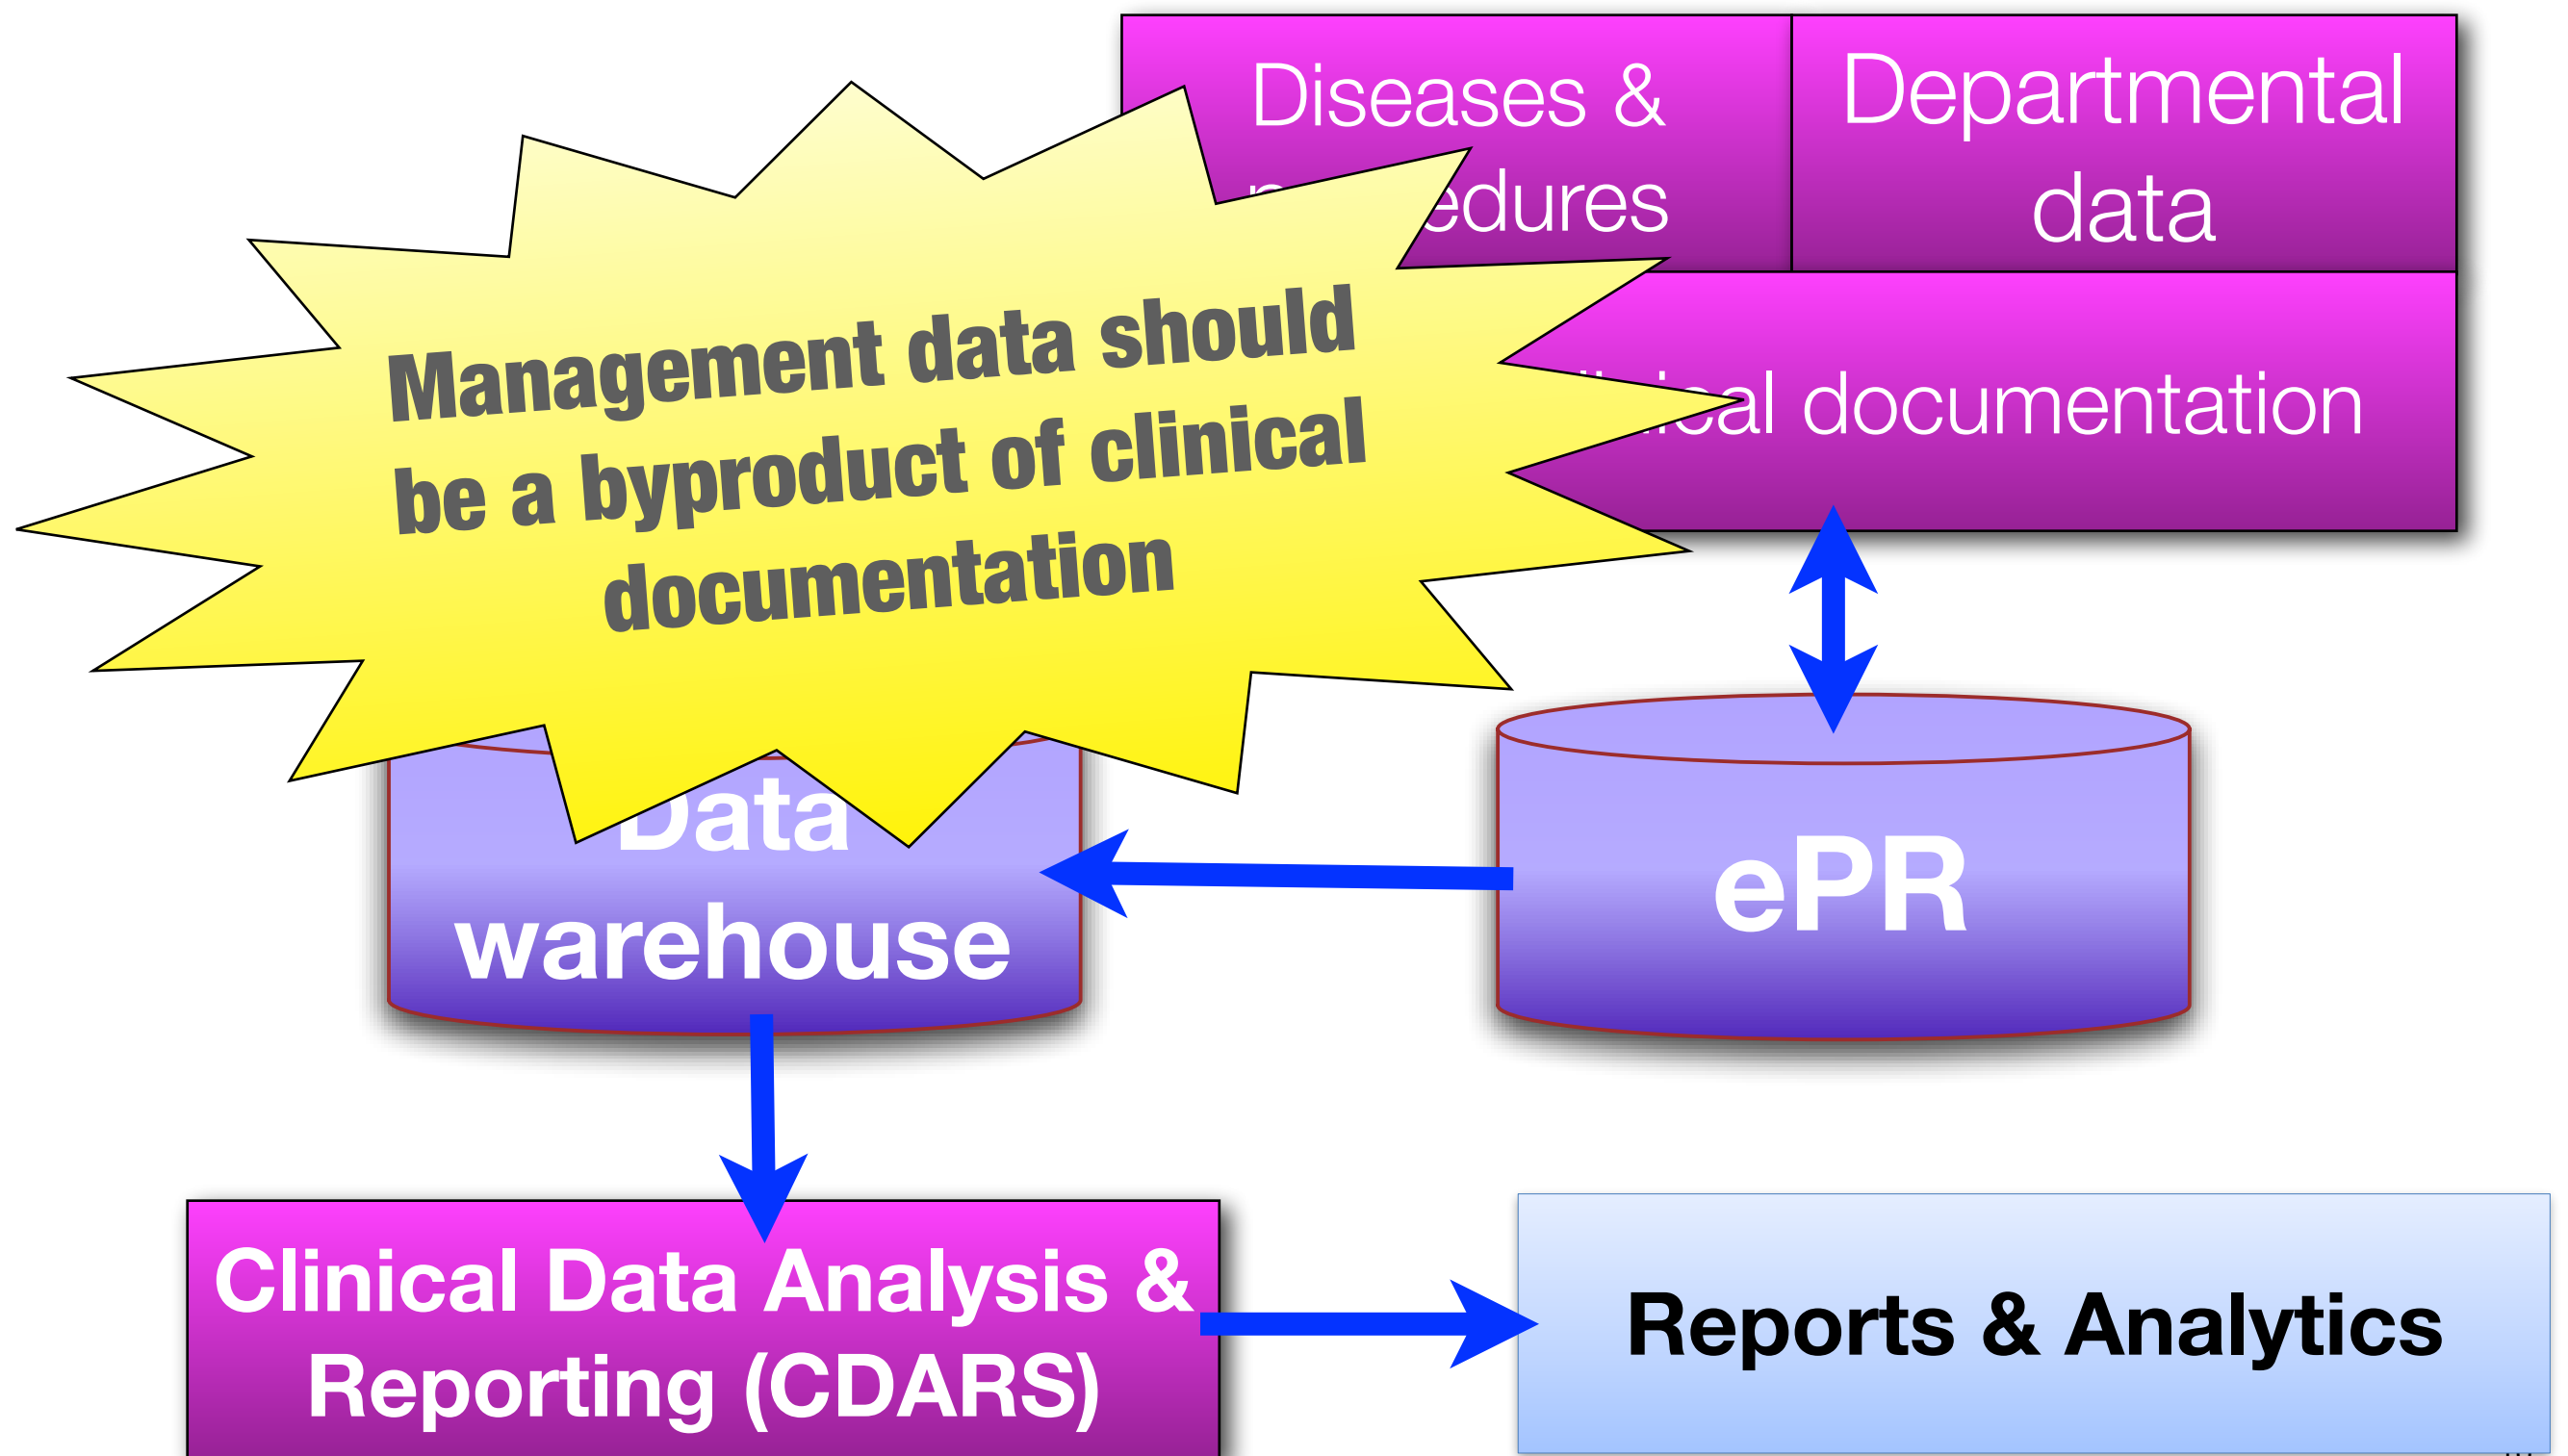 Diseases &
edures
Departmental
data
Management data should
be a byproduct of clinical
documentation
documentation
Data
warehouse
ePR
Clinical Data Analysis &
Reporting (CDARS)
Reports & Analytics